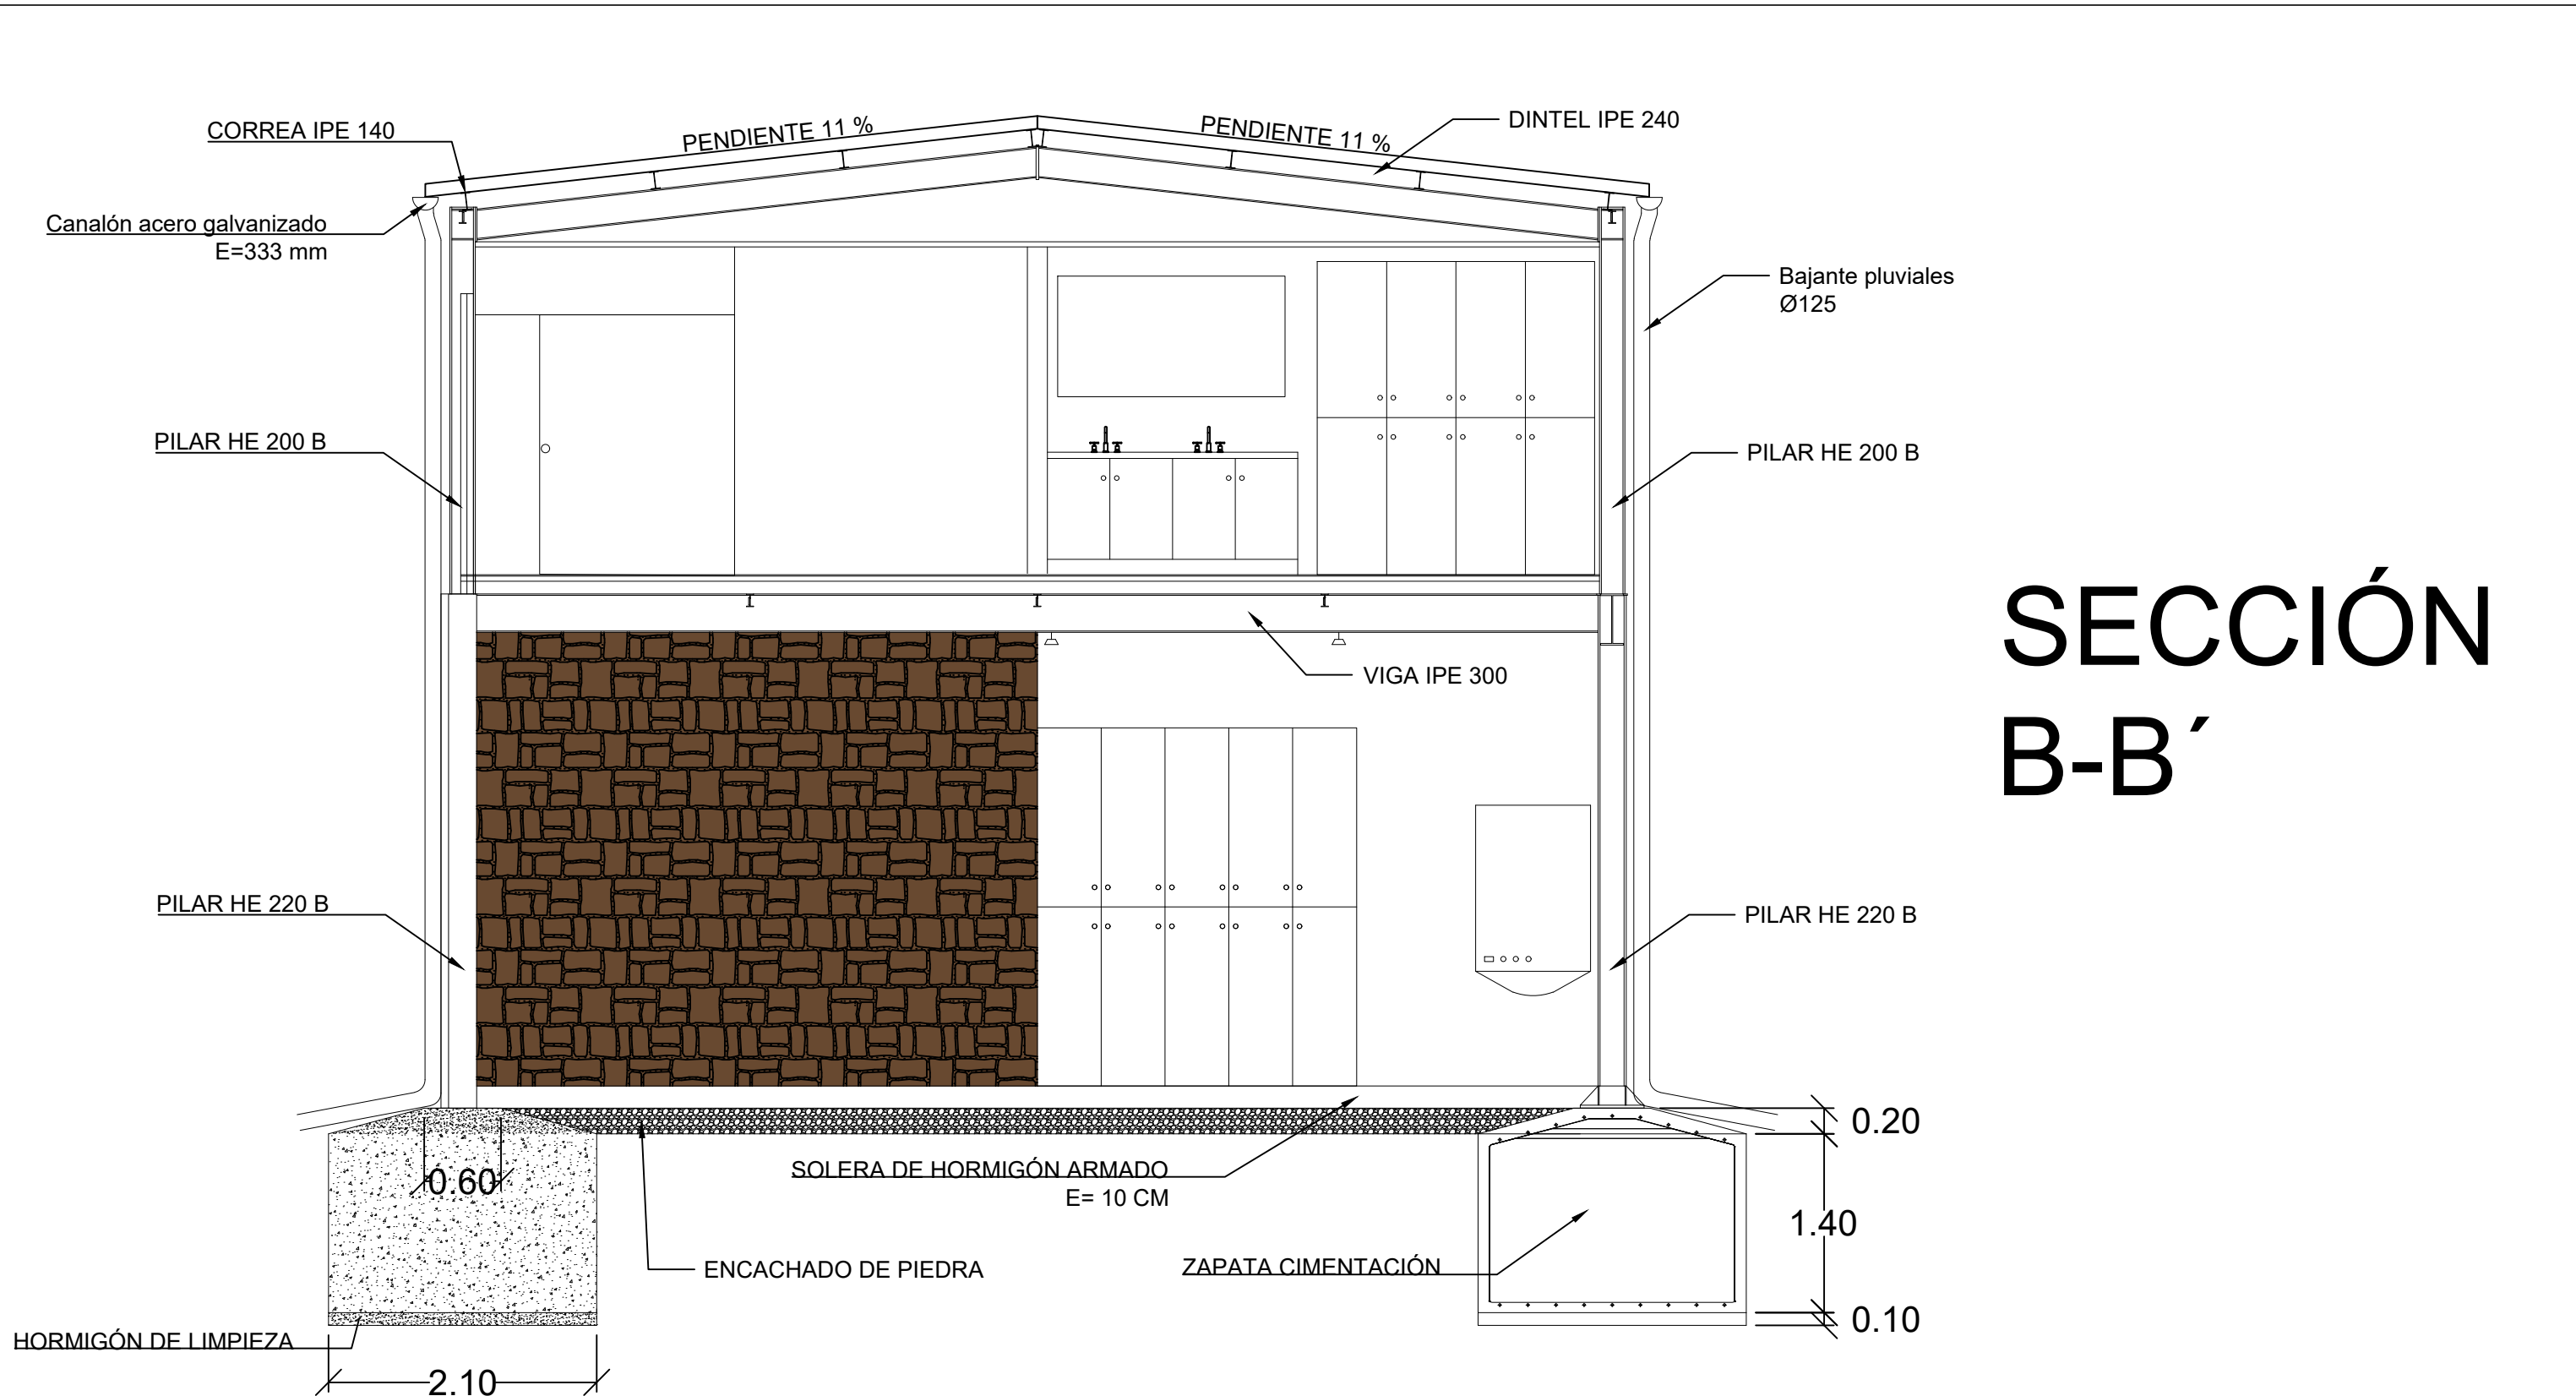 CORREA IPE 140
PENDIENTE 11 %
PENDIENTE 11 %
DINTEL IPE 240
Canalón acero galvanizado
E=333 mm
Bajante pluviales
Ø125
PILAR HE 200 B
PILAR HE 200 B
SECCIÓN
B-B´
VIGA IPE 300
PILAR HE 220 B
PILAR HE 220 B
0.20
0.60
SOLERA DE HORMIGÓN ARMADO
E= 10 CM
1.40
ENCACHADO DE PIEDRA
ZAPATA CIMENTACIÓN
0.10
HORMIGÓN DE LIMPIEZA
2.10